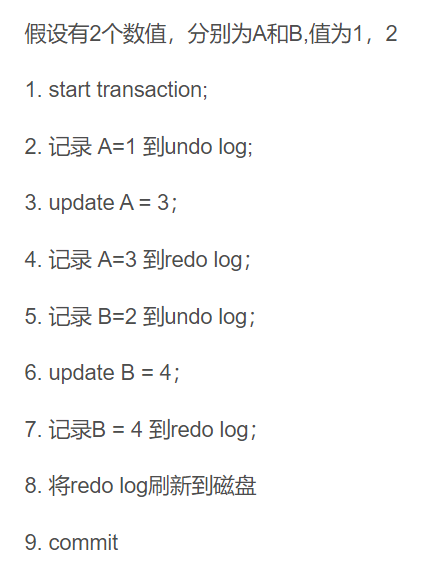 假设有2个数值，分别为A和B,值为1，2
1. start transaction;
2. 记录 A=1 到undo log;
3. update A = 3；
4. 记录 A=3 到redo log；
5. 记录 B=2 到undo log；
6. update B = 4；
7. 记录B = 4 到redo log；
8. 将redo log刷新到磁盘
9. commit